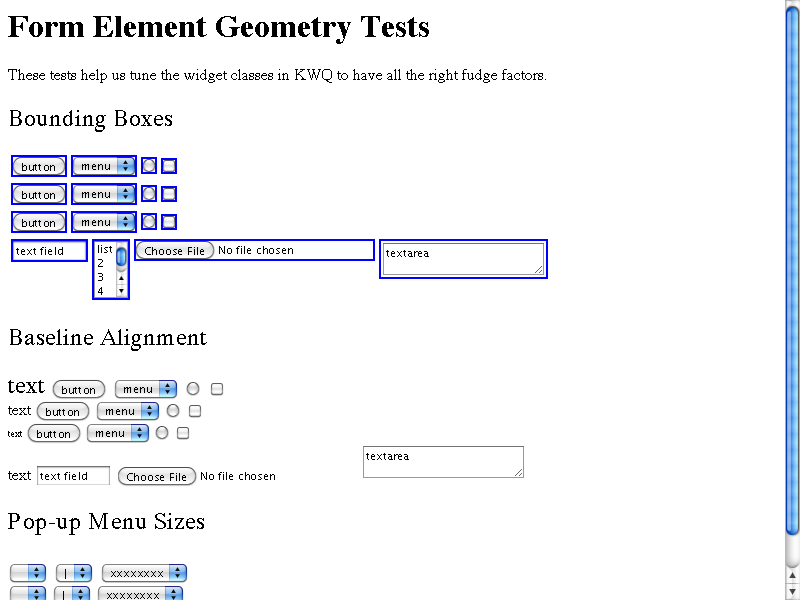 Form Element Geometry Tests
These tests help us tune the widget classes in KWQ to have all the right fudge factors.
Bounding Boxes
button menu
button menu
button menu
text field list Choose File No file chosen textarea
2
3
4
Baseline Alignment
text button menu
text button menu
text button menu
textarea
text text field Choose File No file chosen
Pop-up Menu Sizes
| xxxxxxxx
| xxxxxxxx